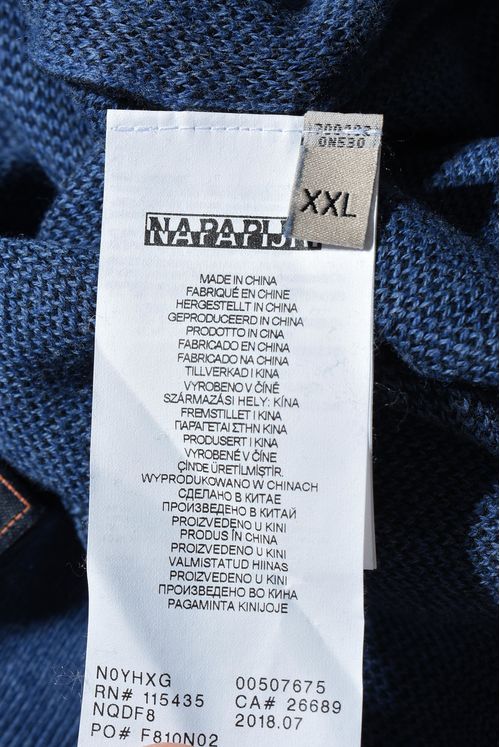 0N530
XXL
NAPAPIJRI
MADE IN CHINA
FABRIQUÉ EN CHINE
HERGESTELLT IN CHINA
GEPRODUCEERD IN CHINA
PRODOTTO IN CINA
FABRICADO EN CHINA
FABRICADO NA CHINA
TILLVERKAD I KINA
VYROBENO V ČÍNĚ
SZÁRMAZÁSI HELY: KÍNA
FREMSTILLET I KINA
ΠΑΡΑΓΕΤΑΙ ΣΤΗΝ ΚΙΝΑ
PRODUSERT I KINA
VYROBENÉ V ČÍNE
ÇİNDE ÜRETİLMİŞTİR.
WYPRODUKOWANO W CHINACH
СДЕЛАНО В КИТАЕ
ПРОИЗВЕДЕНО В КИТАЙ
PROIZVEDENO U KINI
PRODUS ÎN CHINA
PROIZVEDENO U KINI
VALMISTATUD HIINAS
PROIZVEDENO U KINI
ПРОИЗВЕДЕНО ВО КИНА
PAGAMINTA KINIJOJE
N0YHXG 00507675
RN# 115435 CA# 26689
NQDF8 2018.07
PO# F810N02